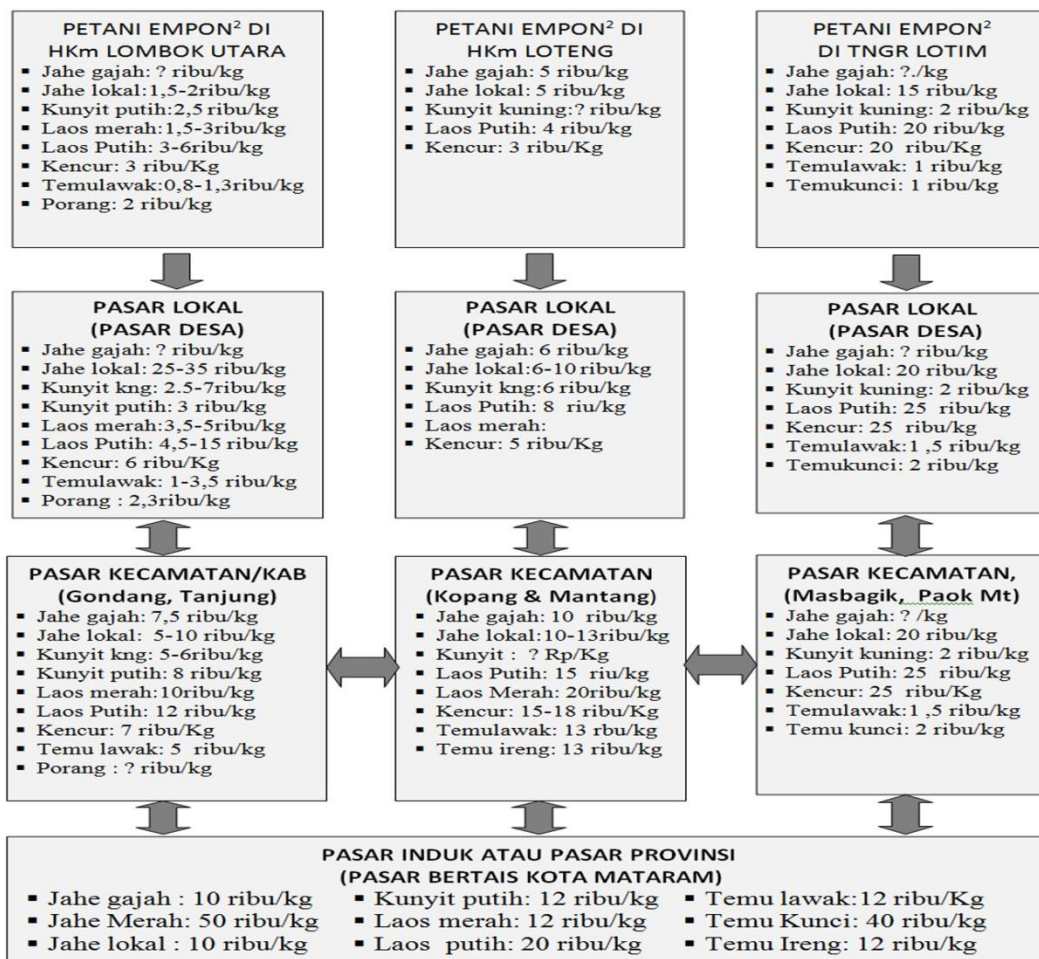 PETANI EMPON² DI
HKm LOMBOK UTARA
▪ Jahe gajah: ? ribu/kg
▪ Jahe lokal:1,5-2ribu/kg
▪ Kunyit putih:2,5 ribu/kg
▪ Laos merah:1,5-3ribu/kg
▪ Laos Putih: 3-6ribu/kg
▪ Kencur: 3 ribu/Kg
▪ Temulawak:0,8-1,3ribu/kg
▪ Porang: 2 ribu/kg
PETANI EMPON² DI
HKm LOTENG
▪ Jahe gajah: 5 ribu/kg
▪ Jahe lokal: 5 ribu/kg
▪ Kunyit kuning:? ribu/kg
▪ Laos Putih: 4 ribu/kg
▪ Kencur: 3 ribu/Kg
PETANI EMPON²
DI TNGR LOTIM
▪ Jahe gajah: ?./kg
▪ Jahe lokal: 15 ribu/kg
▪ Kunyit kuning: 2 ribu/kg
▪ Laos Putih: 20 ribu/kg
▪ Kencur: 20 ribu/Kg
▪ Temulawak: 1 ribu/kg
▪ Temukunci: 1 ribu/kg
PASAR LOKAL
(PASAR DESA)
▪ Jahe gajah: ? ribu/kg
▪ Jahe lokal: 25-35 ribu/kg
▪ Kunyit kng: 2.5-7ribu/kg
▪ Kunyit putih: 3 ribu/kg
▪ Laos merah:3,5-5ribu/kg
▪ Laos Putih: 4,5-15 ribu/kg
▪ Kencur: 6 ribu/Kg
▪ Temulawak: 1-3,5 ribu/kg
▪ Porang : 2,3ribu/kg
PASAR LOKAL
(PASAR DESA)
▪ Jahe gajah: 6 ribu/kg
▪ Jahe lokal:6-10 ribu/kg
▪ Kunyit kng:6 ribu/kg
▪ Laos Putih: 8 riu/kg
▪ Laos merah:
▪ Kencur: 5 ribu/Kg
PASAR LOKAL
(PASAR DESA)
▪ Jahe gajah: ? ribu/kg
▪ Jahe lokal: 20 ribu/kg
▪ Kunyit kuning: 2 ribu/kg
▪ Laos Putih: 25 ribu/kg
▪ Kencur: 25 ribu/kg
▪ Temulawak:1 ,5 ribu/kg
▪ Temukunci: 2 ribu/kg
PASAR KECAMATAN/KAB
(Gondang, Tanjung)
▪ Jahe gajah: 7,5 ribu/kg
▪ Jahe lokal: 5-10 ribu/kg
▪ Kunyit kng: 5-6ribu/kg
▪ Kunyit putih: 8 ribu/kg
▪ Laos merah:10ribu/kg
▪ Laos Putih: 12 ribu/kg
▪ Kencur: 7 ribu/Kg
▪ Temu lawak: 5 ribu/kg
▪ Porang : ? ribu/kg
PASAR KECAMATAN
(Kopang & Mantang)
▪ Jahe gajah: 10 ribu/kg
▪ Jahe lokal:10-13ribu/kg
▪ Kunyit : ? Rp/Kg
▪ Laos Putih: 15 riu/kg
▪ Laos Merah: 20ribu/kg
▪ Kencur: 15-18 ribu/Kg
▪ Temulawak: 13 rbu/kg
▪ Temu ireng: 13 ribu/kg
PASAR KECAMATAN,
(Masbagik, Paok Mt)
▪ Jahe gajah: ? /kg
▪ Jahe lokal: 20 ribu/kg
▪ Kunyit kuning: 2 ribu/kg
▪ Laos Putih: 25 ribu/kg
▪ Kencur: 25 ribu/Kg
▪ Temulawak:1 ,5 ribu/kg
▪ Temu kunci: 2 ribu/kg
PASAR INDUK ATAU PASAR PROVINSI
(PASAR BERTAIS KOTA MATARAM)
▪ Jahe gajah : 10 ribu/kg
▪ Jahe Merah: 50 ribu/kg
▪ Jahe lokal : 10 ribu/kg
▪ Kunyit putih: 12 ribu/kg
▪ Laos merah: 12 ribu/kg
▪ Laos putih: 20 ribu/kg
▪ Temu lawak:12 ribu/Kg
▪ Temu Kunci: 40 ribu/kg
▪ Temu Ireng: 12 ribu/kg